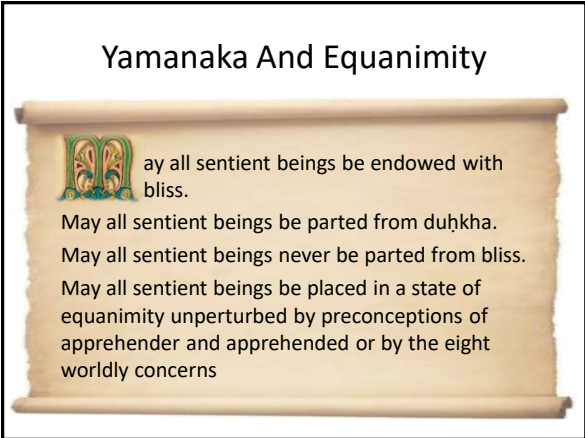 Yamanaka And Equanimity
May all sentient beings be endowed with
bliss.
May all sentient beings be parted from duḥkha.
May all sentient beings never be parted from bliss.
May all sentient beings be placed in a state of
equanimity unperturbed by preconceptions of
apprehender and apprehended or by the eight
worldly concerns